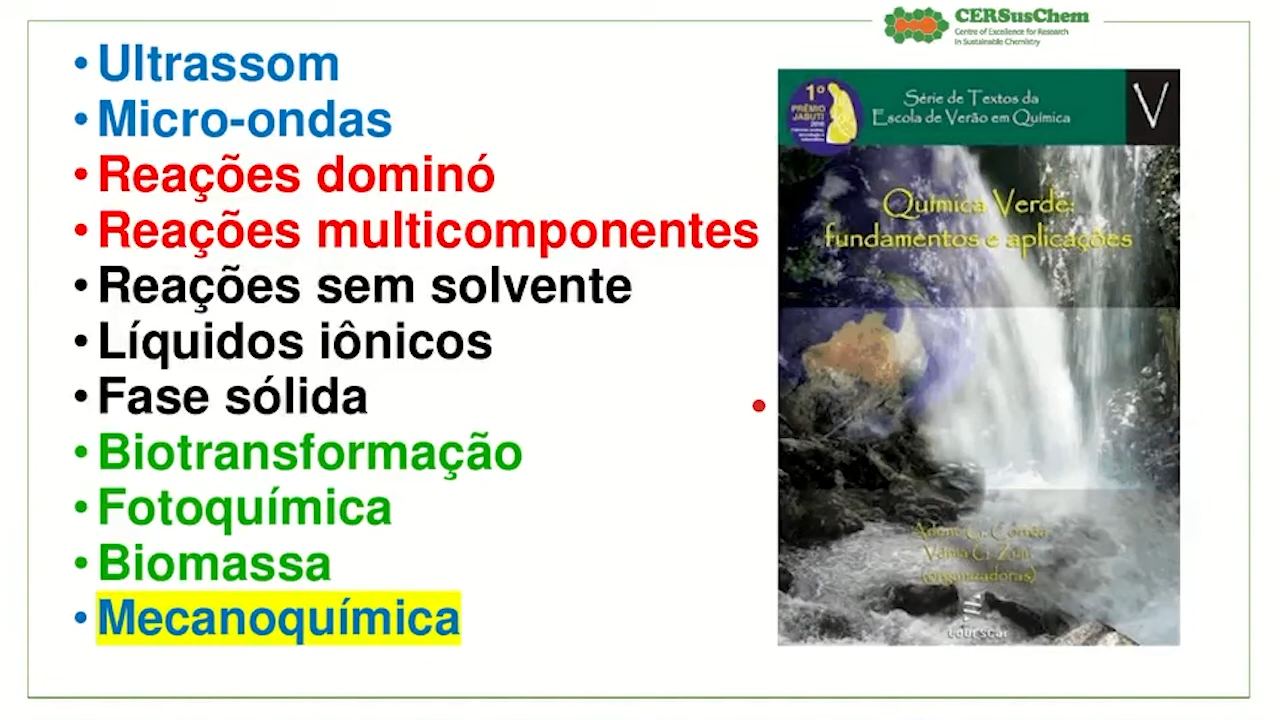 CERSusChem
Centre of Excellence for Research
in Sustainable Chemistry
• Ultrassom
• Micro-ondas
• Reações dominó
• Reações multicomponentes
• Reações sem solvente
• Líquidos iônicos
• Fase sólida
• Biotransformação
• Fotoquímica
• Biomassa
• Mecanoquímica
1º
PRÊMIO
JABUTI
Série de Textos da
Escola de Verão em Química
V
Química Verde:
fundamentos e aplicações
Vânia G. Zuin
(organizadoras)